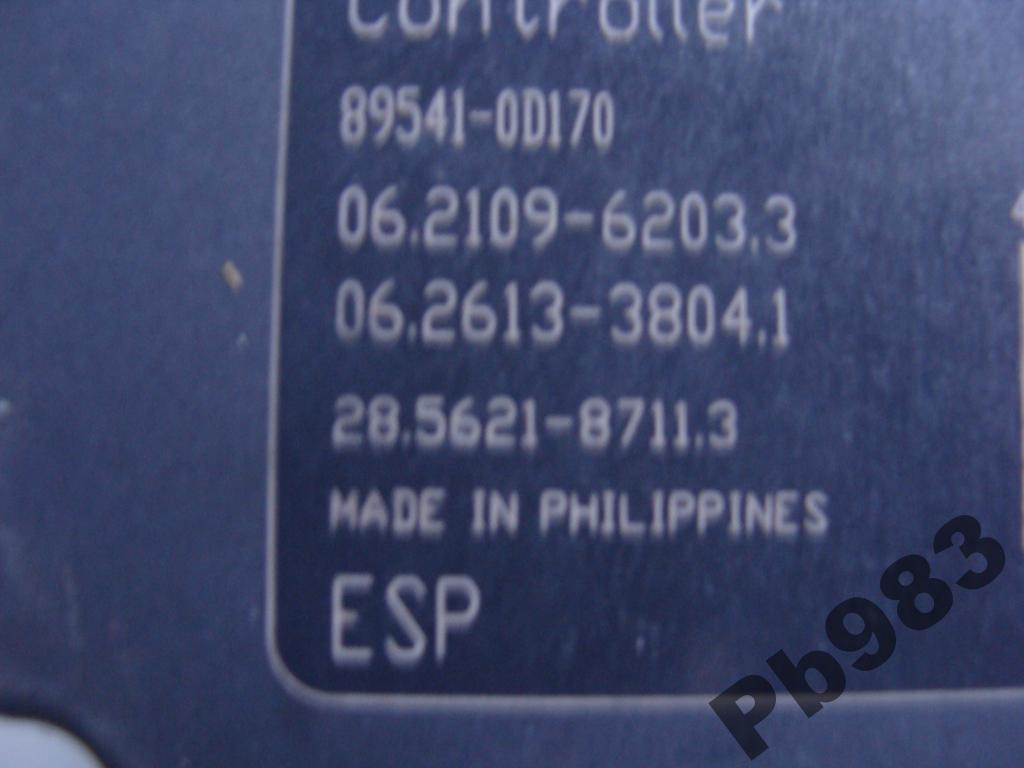 Controller
89541-0D170
06.2109-6203.3
06.2613-3804.1
28.5621-8711.3
MADE IN PHILIPPINES
ESP
Pb983